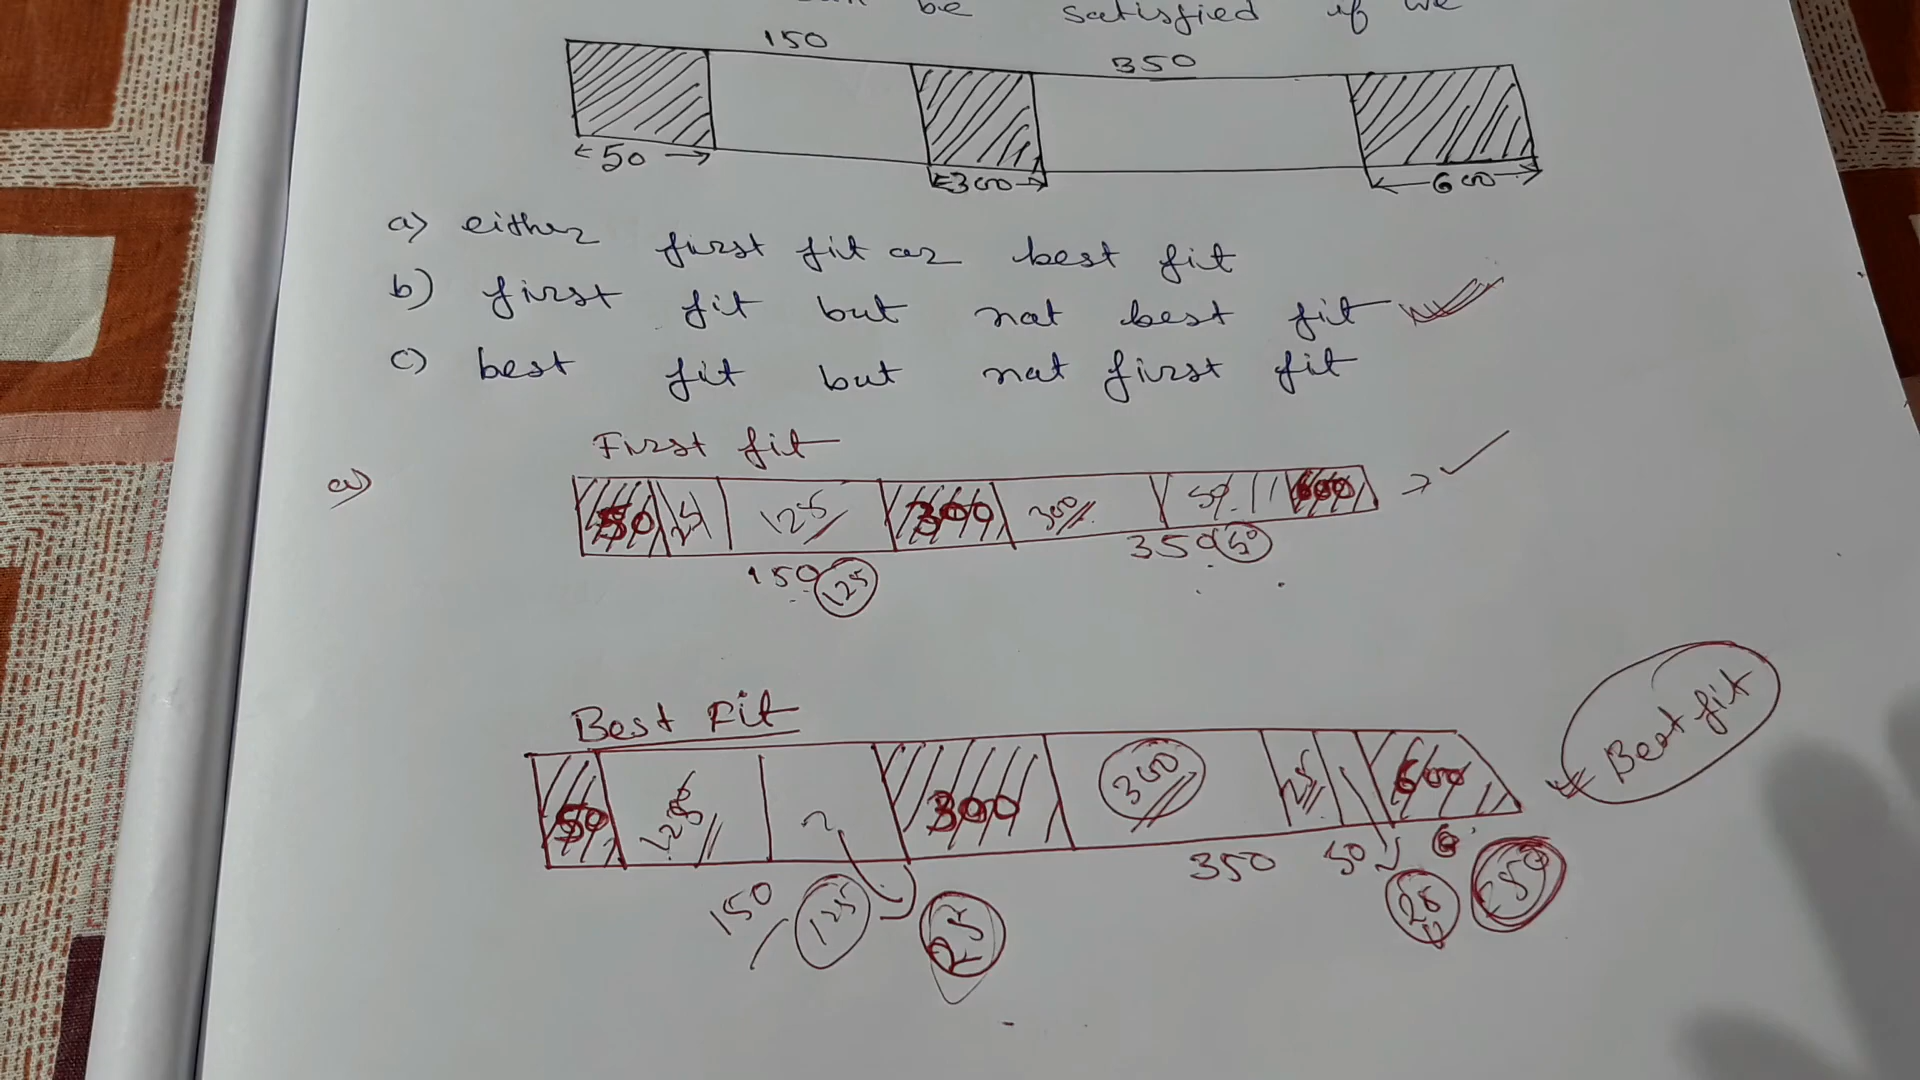 be satisfied if we
150 350
50 300 600
a) either first fit or best fit
b) first fit but not best fit
c) best fit but not first fit
First fit
a)
50 25 125 300 300 50 600
150 125 350 50
Best Fit
50 125 300 300 25 600
Best fit
150 125 25 350 50 25